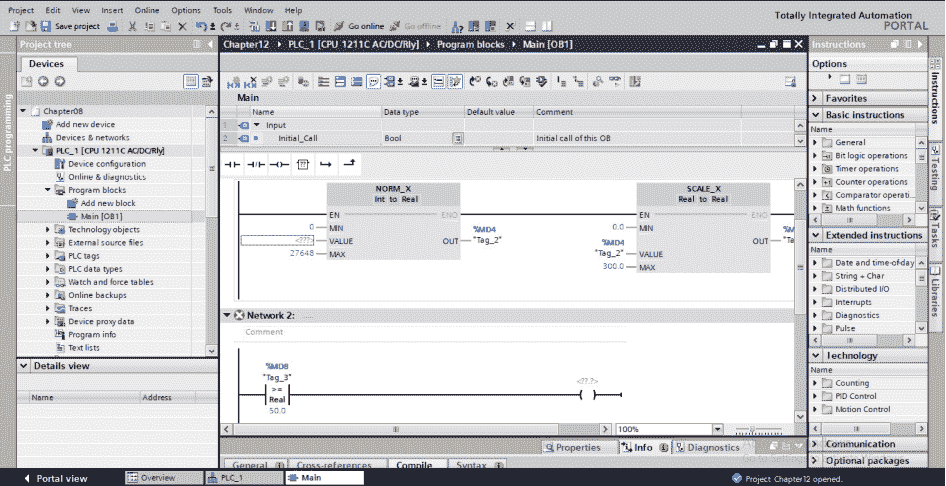 Project Edit View Insert Online Options Tools Window Help
Totally Integrated Automation
PORTAL
Save project
Go online
Go offline
Project tree
Chapter12 PLC_1 [CPU 1211C AC/DC/Rly] Program blocks Main [OB1]
Instructions
Devices
Options
PLC programming
Chapter08
Add new device
Devices & networks
PLC_1 [CPU 1211C AC/DC/Rly]
Device configuration
Online & diagnostics
Program blocks
Add new block
Main [OB1]
Technology objects
External source files
PLC tags
PLC data types
Watch and force tables
Online backups
Traces
Device proxy data
Program info
Text lists
Details view
Name Address
Main
Name Data type Default value Comment
1 Input
2 Initial_Call Bool Initial call of this OB
NORM_X
Int to Real
EN ENO
0 MIN
<???> VALUE
27648 MAX
OUT
%MD4
"Tag_2"
SCALE_X
Real to Real
EN ENO
0.0 MIN
%MD4
"Tag_2" VALUE
300.0 MAX
OUT
%M
"Ta
Network 2: .....
Comment
%MD8
"Tag_3"
>=
Real
50.0
<??.?>
100%
Properties
Info
Diagnostics
General
Cross-references
Compile
Syntax
Favorites
Basic instructions
Name
General
Bit logic operations
Timer operations
Counter operations
Comparator operati
Math functions
Extended instructions
Name
Date and time-of-day
String + Char
Distributed I/O
Interrupts
Diagnostics
Pulse
Technology
Name
Counting
PID Control
Motion Control
Communication
Optional packages
Instructions
Testing
Tasks
Libraries
Portal view
Overview
PLC_1
Main
Project Chapter12 opened.